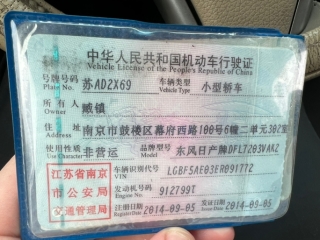 中华人民共和国机动车行驶证
Vehicle License of the People's Republic of China
号牌号码 苏AD2X69 车辆类型 小型轿车
Plate No. Vehicle Type
所有人 戚镇
Owner
住址 南京市鼓楼区幕府西路100号6幢二单元307室
Address
使用性质 非营运 品牌型号 东风日产牌DFL7203VAK2
Use Character Model
江苏省南京市公安局交通管理局
车辆识别代号 LGBF5AE03ER091772
VIN
发动机号码 912799T
Engine No.
注册日期 2014-09-05 发证日期 2014-09-05
Register Date Issue Date